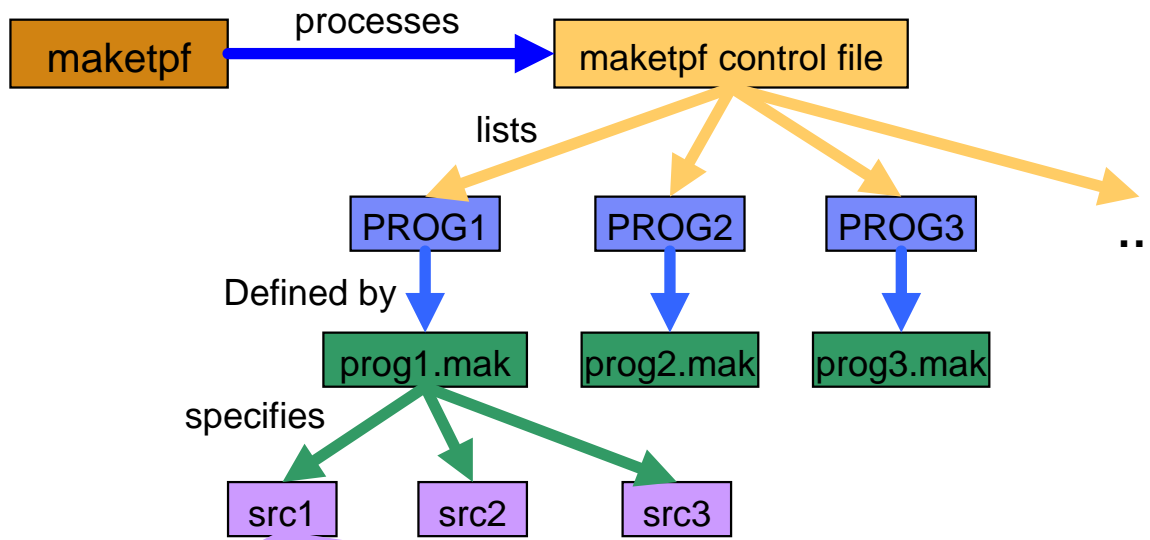 processes
maketpf
maketpf control file
lists
PROG1
PROG2
PROG3
..
Defined by
prog1.mak
prog2.mak
prog3.mak
specifies
src1
src2
src3